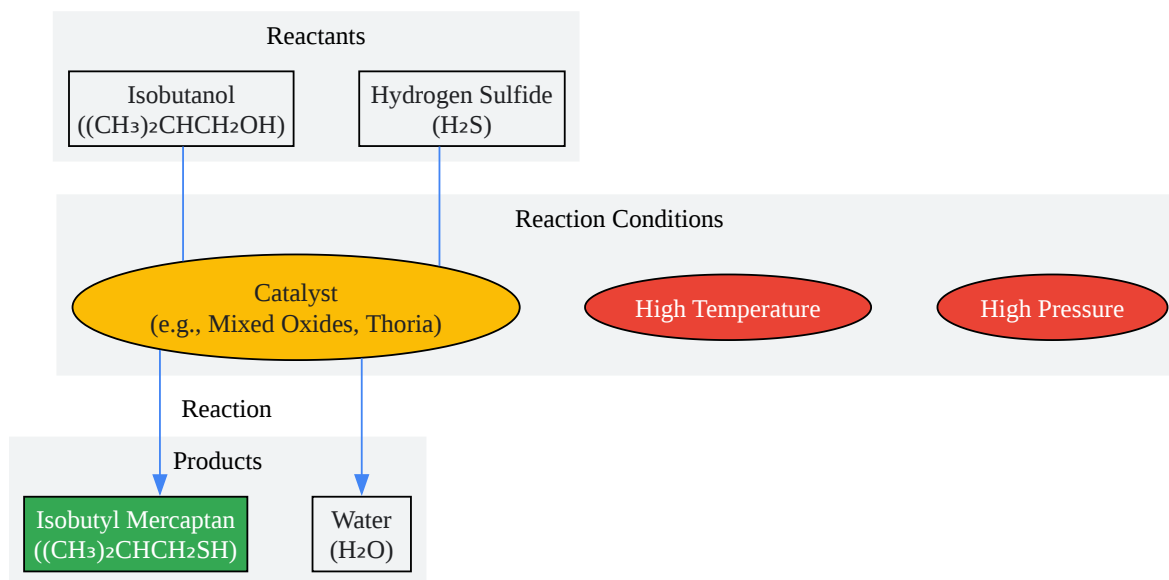 Reactants
Isobutanol
((CH₃)₂CHCH₂OH)
Hydrogen Sulfide
(H₂S)
Reaction Conditions
Catalyst
(e.g., Mixed Oxides, Thoria)
High Temperature
High Pressure
Reaction
Products
Isobutyl Mercaptan
((CH₃)₂CHCH₂SH)
Water
(H₂O)